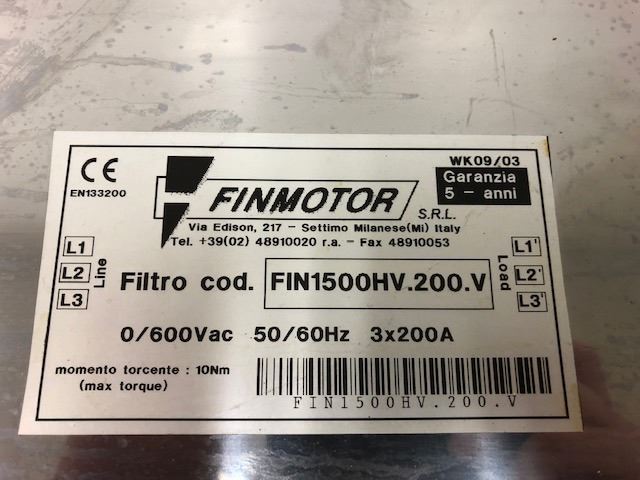 CE
EN133200
FINMOTOR
S.R.L.
WK09/03
Garanzia
5 - anni
Via Edison, 217 - Settimo Milanese(Mi) Italy
Tel. +39(02) 48910020 r.a. - Fax 48910053
L1
L2
L3
Line
Filtro cod.
FIN1500HV.200.V
L1'
L2'
L3'
Load
0/600Vac 50/60Hz 3x200A
momento torcente : 10Nm
(max torque)
FIN1500HV.200.V